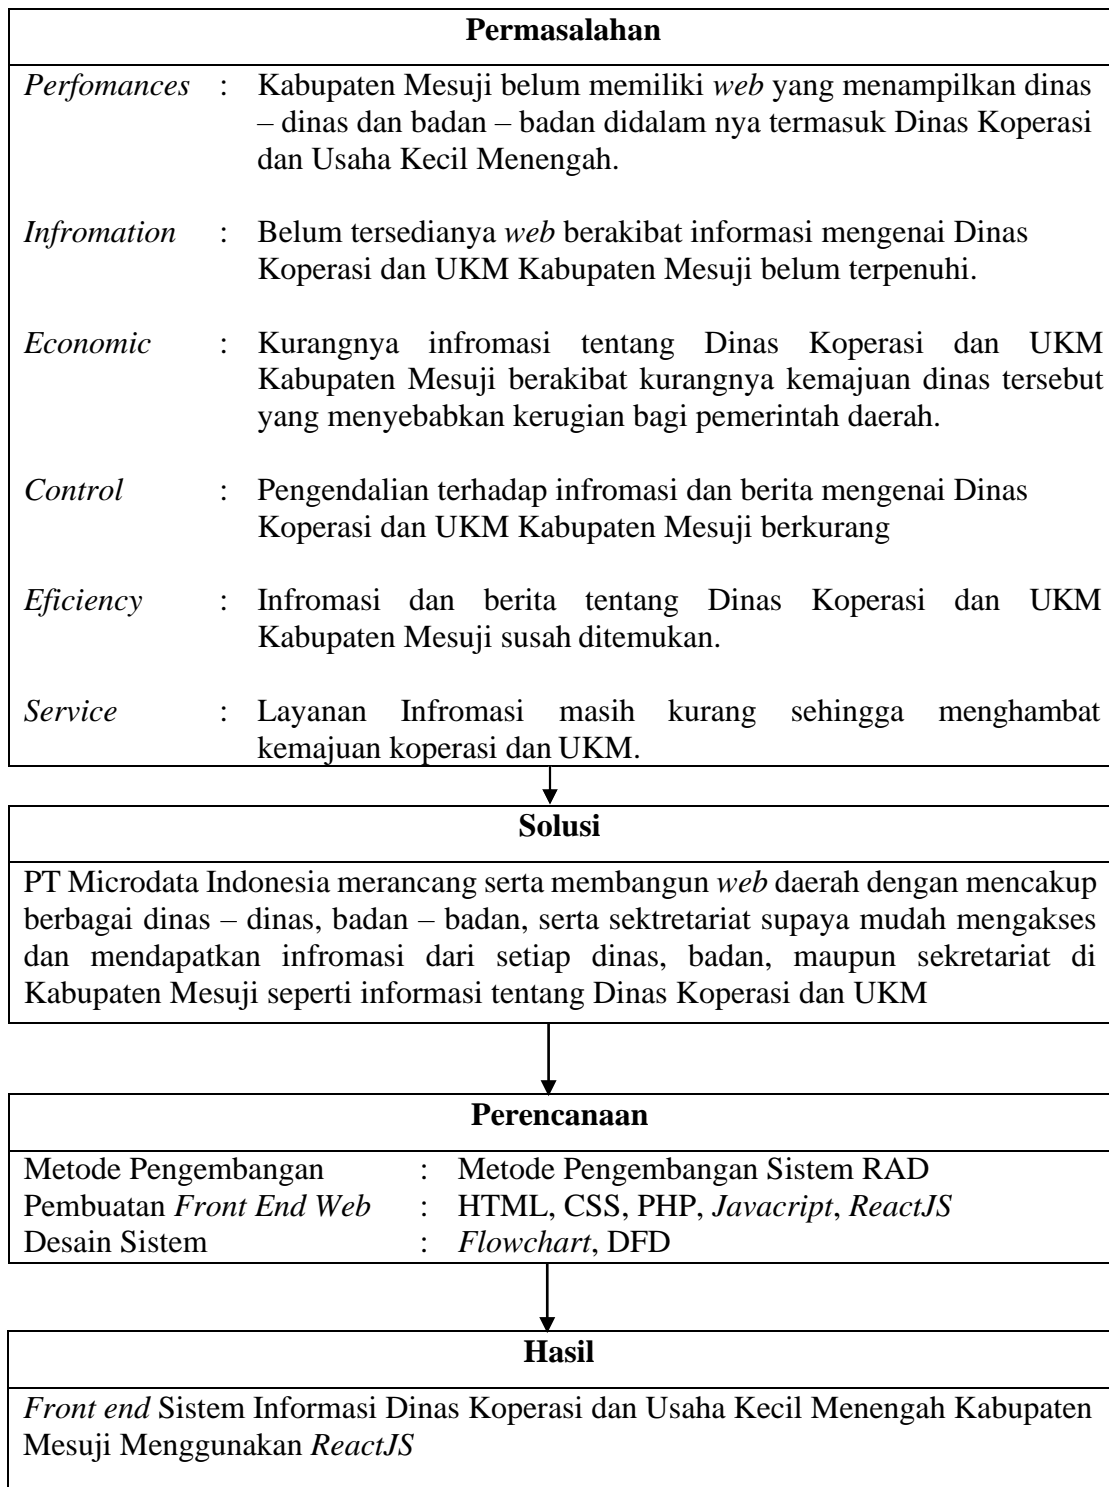 Permasalahan
Perfomances : Kabupaten Mesuji belum memiliki web yang menampilkan dinas
– dinas dan badan – badan didalam nya termasuk Dinas Koperasi
dan Usaha Kecil Menengah.
Infromation : Belum tersedianya web berakibat informasi mengenai Dinas
Koperasi dan UKM Kabupaten Mesuji belum terpenuhi.
Economic : Kurangnya infromasi tentang Dinas Koperasi dan UKM
Kabupaten Mesuji berakibat kurangnya kemajuan dinas tersebut
yang menyebabkan kerugian bagi pemerintah daerah.
Control : Pengendalian terhadap infromasi dan berita mengenai Dinas
Koperasi dan UKM Kabupaten Mesuji berkurang
Eficiency : Infromasi dan berita tentang Dinas Koperasi dan UKM
Kabupaten Mesuji susah ditemukan.
Service : Layanan Infromasi masih kurang sehingga menghambat
kemajuan koperasi dan UKM.
Solusi
PT Microdata Indonesia merancang serta membangun web daerah dengan mencakup
berbagai dinas – dinas, badan – badan, serta sektretariat supaya mudah mengakses
dan mendapatkan infromasi dari setiap dinas, badan, maupun sekretariat di
Kabupaten Mesuji seperti informasi tentang Dinas Koperasi dan UKM
Perencanaan
Metode Pengembangan : Metode Pengembangan Sistem RAD
Pembuatan Front End Web : HTML, CSS, PHP, Javacript, ReactJS
Desain Sistem : Flowchart, DFD
Hasil
Front end Sistem Informasi Dinas Koperasi dan Usaha Kecil Menengah Kabupaten
Mesuji Menggunakan ReactJS